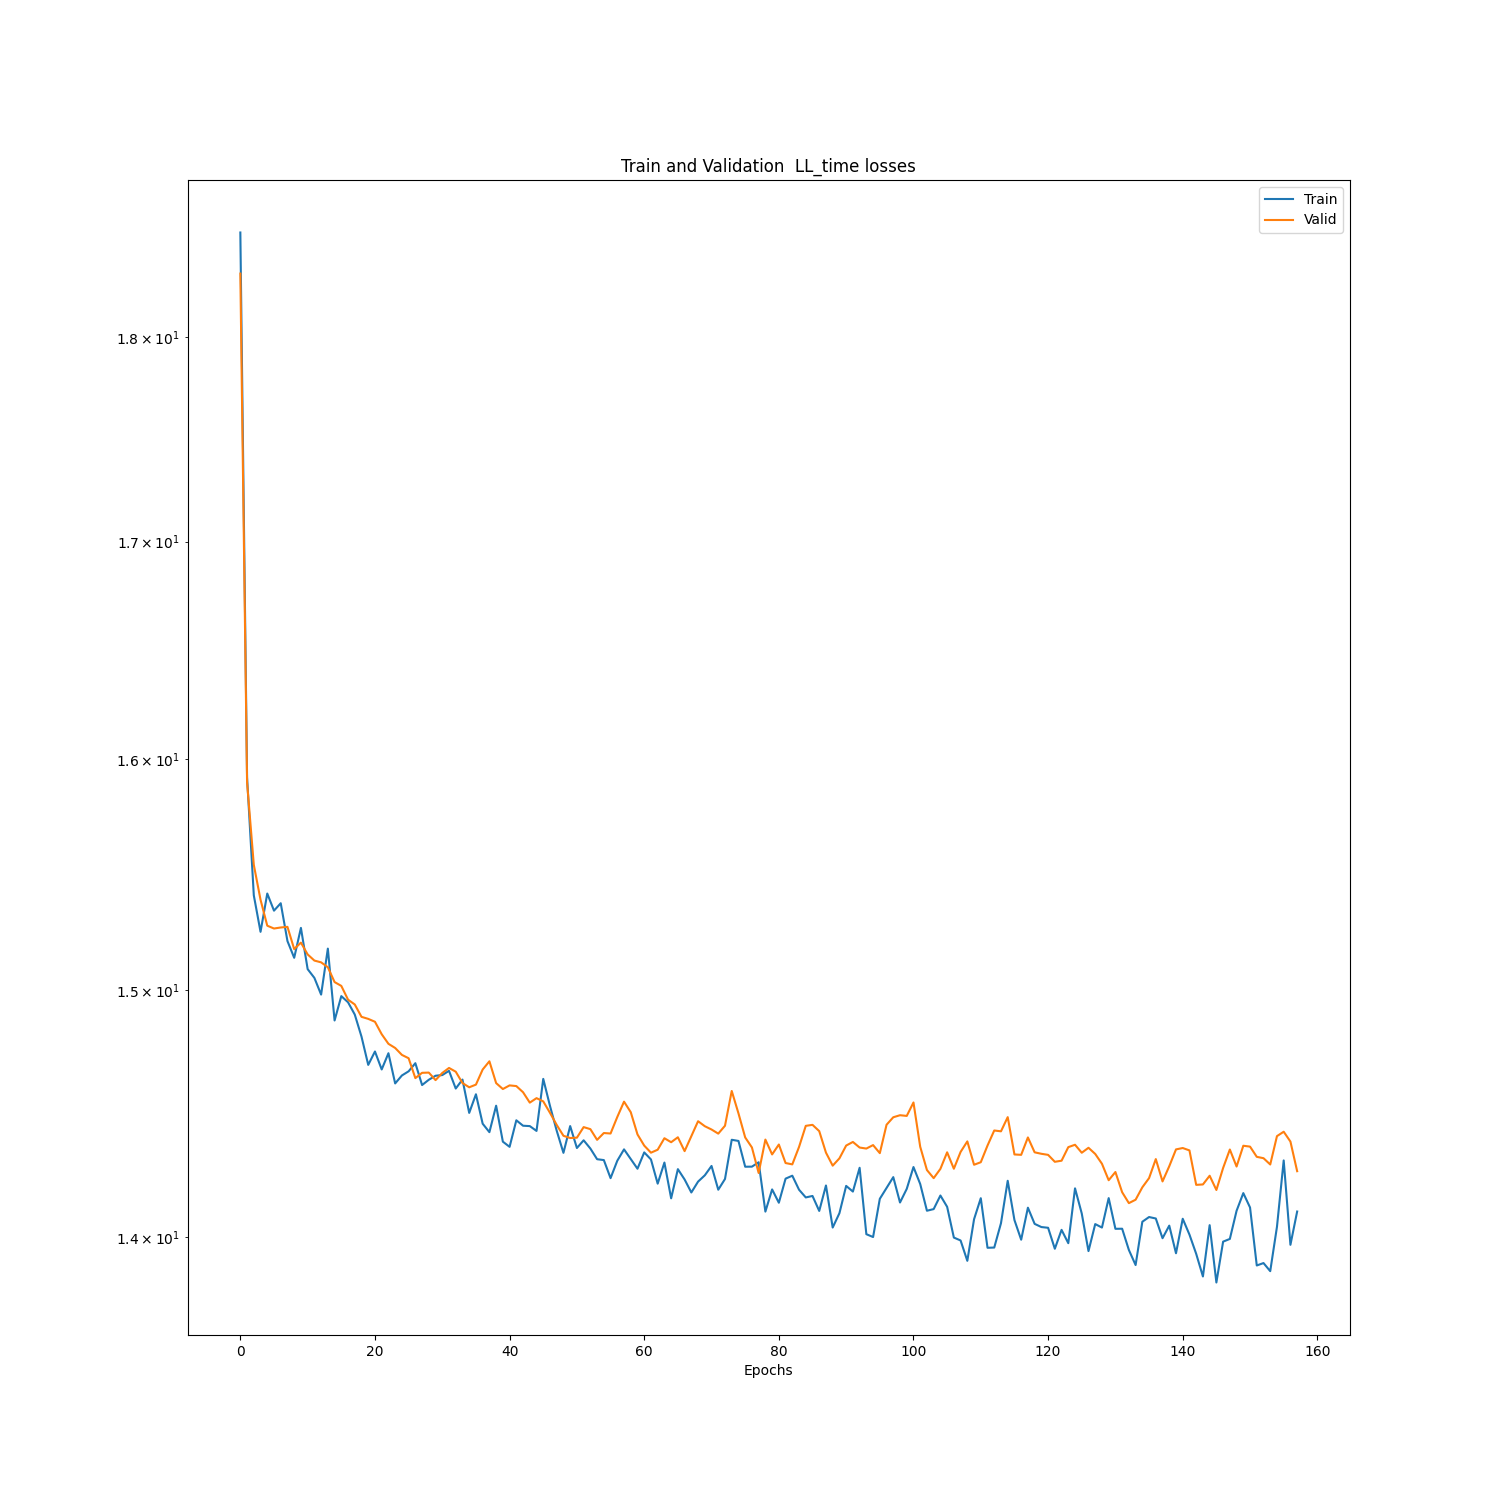 Train and Validation  LL_time losses
Train
Valid
1.8 × 10¹
1.7 × 10¹
1.6 × 10¹
1.5 × 10¹
1.4 × 10¹
0 20 40 60 80 100 120 140 160
Epochs